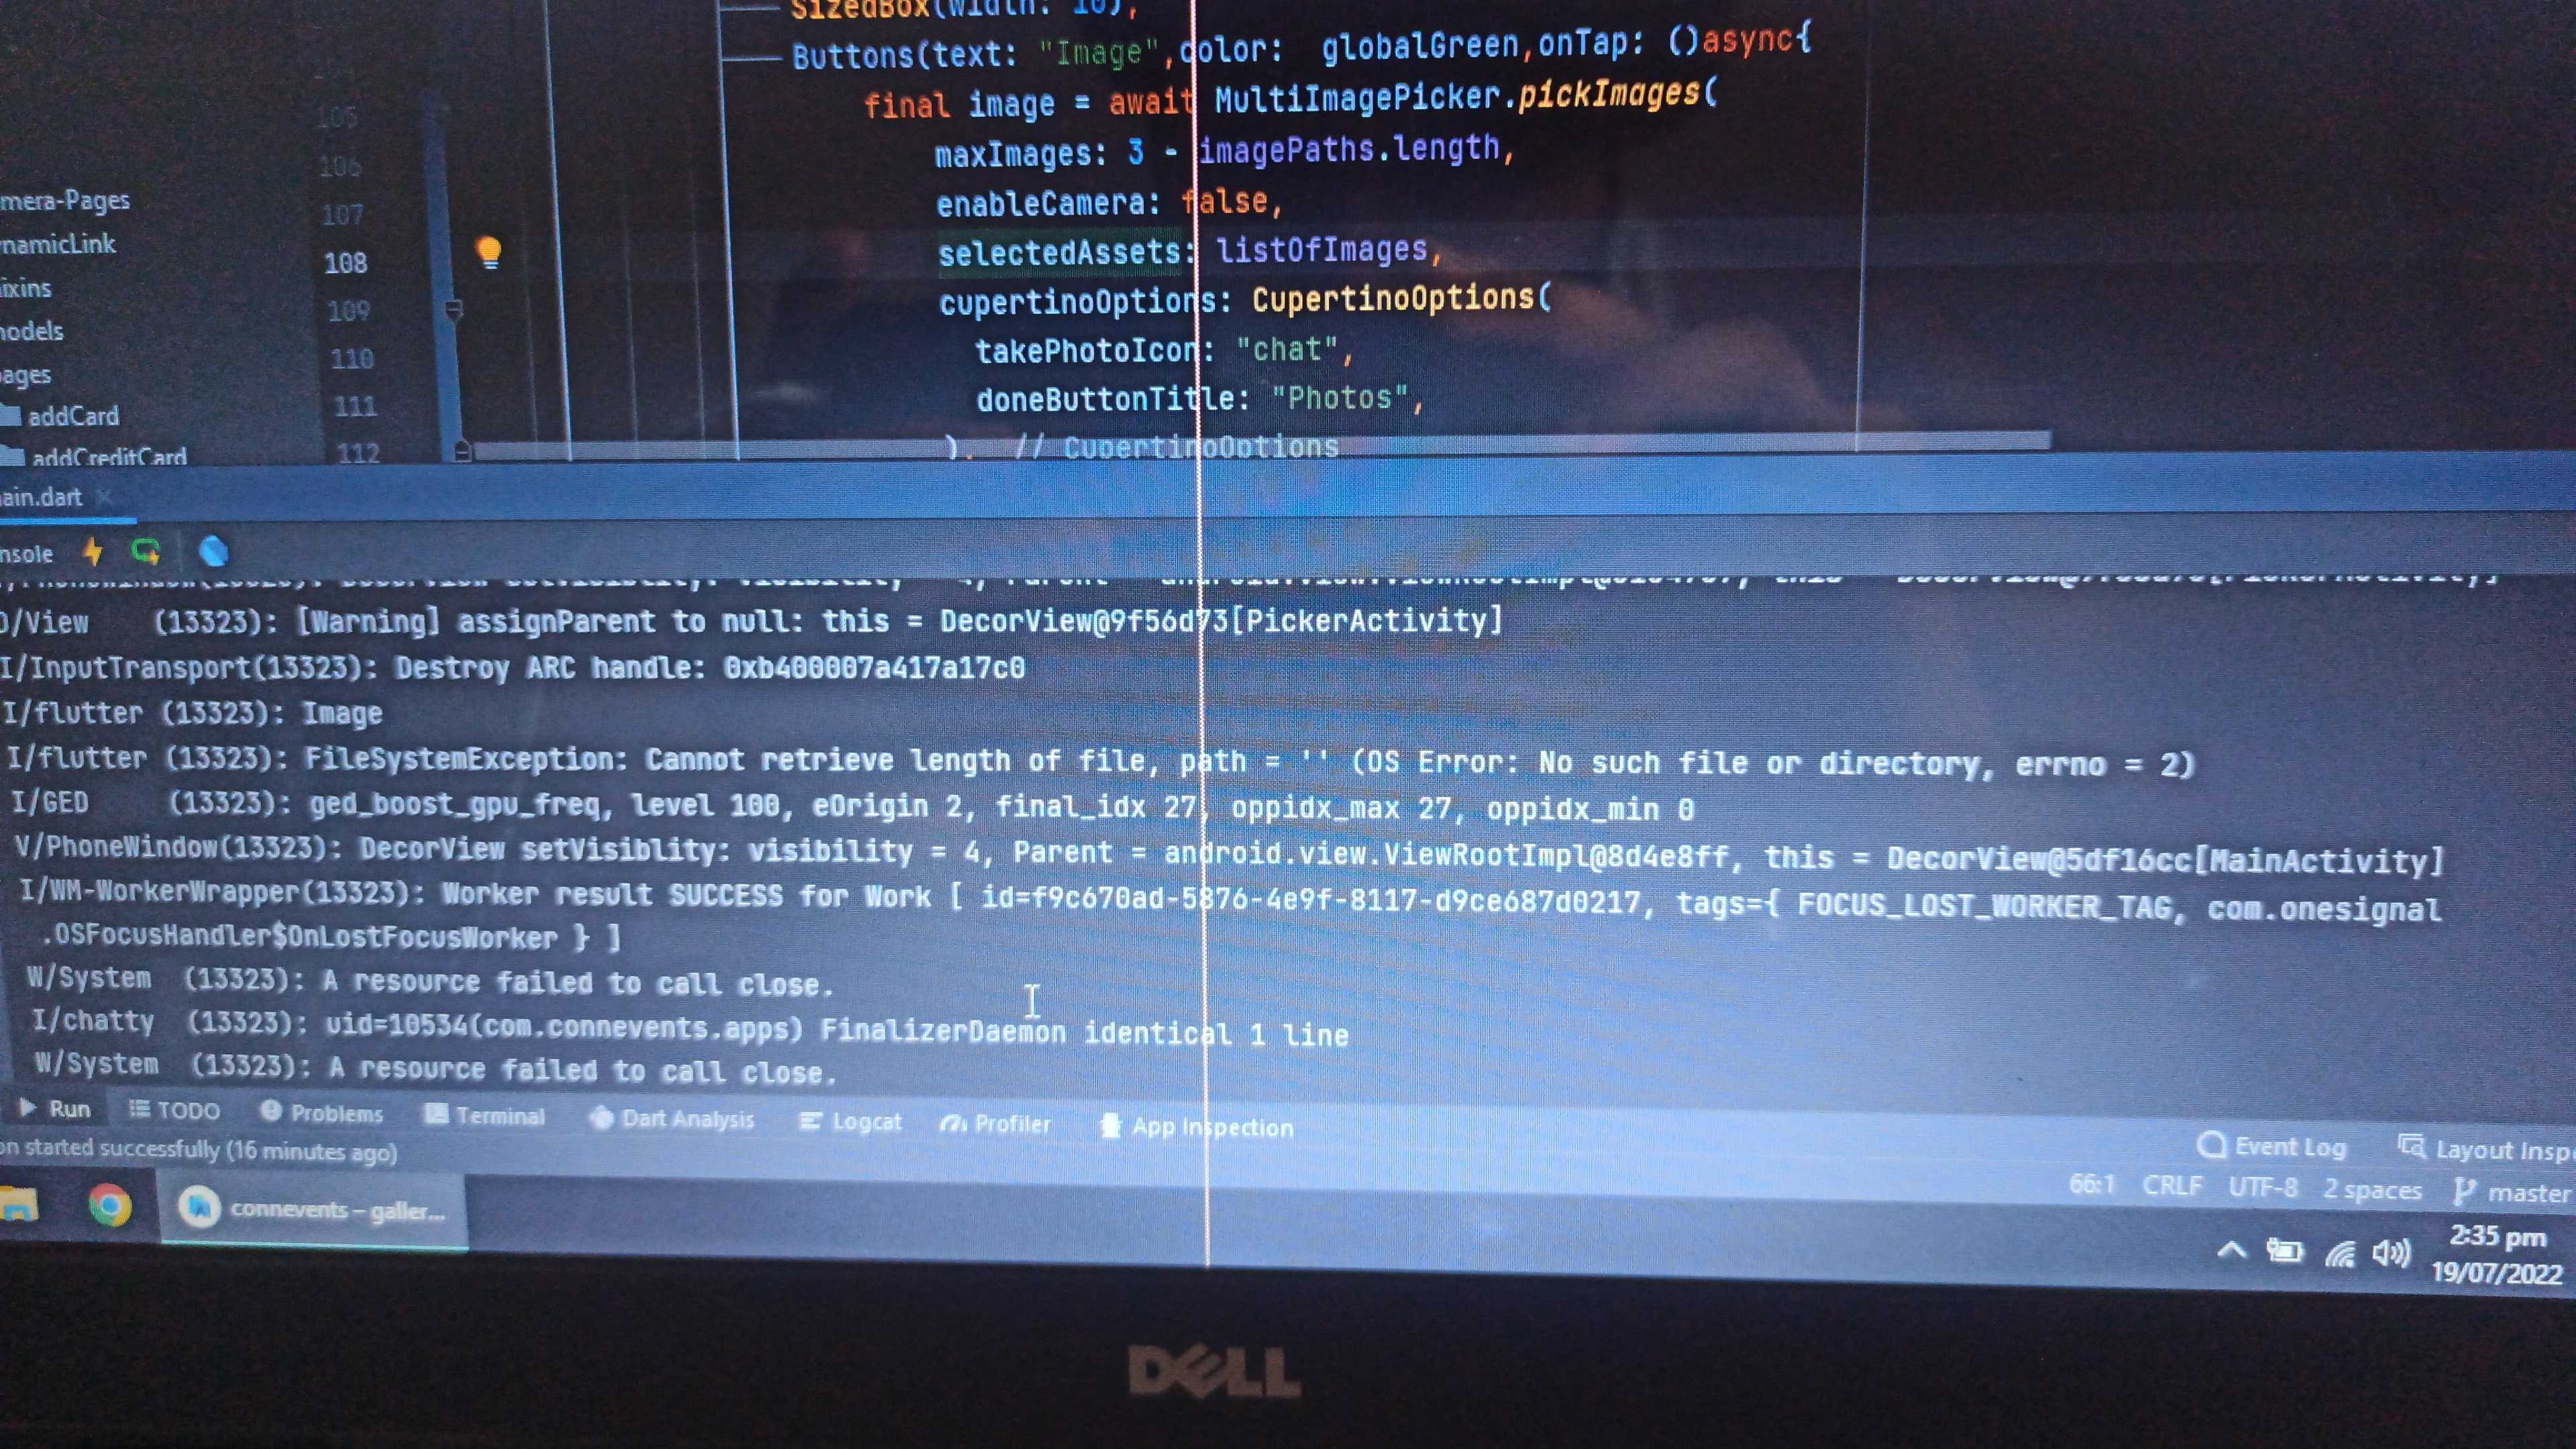 SizedBox(width: 10),
Buttons(text: "Image",color:  globalGreen,onTap: ()async{
105 final image = await MultiImagePicker.pickImages(
106 maxImages: 3 - imagePaths.length,
mera-Pages
107 enableCamera: false,
namicLink
108 selectedAssets: listOfImages,
ixins
109 cupertinoOptions: CupertinoOptions(
odels
110 takePhotoIcon: "chat",
ages
111 doneButtonTitle: "Photos",
addCard
112 ), // CupertinoOptions
addCreditCard
ain.dart
nsole
D/View    (13323): [Warning] assignParent to null: this = DecorView@9f56d73[PickerActivity]
I/InputTransport(13323): Destroy ARC handle: 0xb400007a417a17c0
I/flutter (13323): Image
I/flutter (13323): FileSystemException: Cannot retrieve length of file, path = '' (OS Error: No such file or directory, errno = 2)
I/GED     (13323): ged_boost_gpu_freq, level 100, eOrigin 2, final_idx 27, oppidx_max 27, oppidx_min 0
V/PhoneWindow(13323): DecorView setVisiblity: visibility = 4, Parent = android.view.ViewRootImpl@8d4e8ff, this = DecorView@5df16cc[MainActivity]
I/WM-WorkerWrapper(13323): Worker result SUCCESS for Work [ id=f9c670ad-5876-4e9f-8117-d9ce687d0217, tags={ FOCUS_LOST_WORKER_TAG, com.onesignal
.OSFocusHandler$OnLostFocusWorker } ]
W/System  (13323): A resource failed to call close.
I/chatty  (13323): uid=10534(com.connevents.apps) FinalizerDaemon identical 1 line
W/System  (13323): A resource failed to call close.
Run TODO Problems Terminal Dart Analysis Logcat Profiler App Inspection
Event Log Layout Insp
on started successfully (16 minutes ago)
66:1 CRLF UTF-8 2 spaces master
connevents – galler...
2:35 pm
19/07/2022
DELL